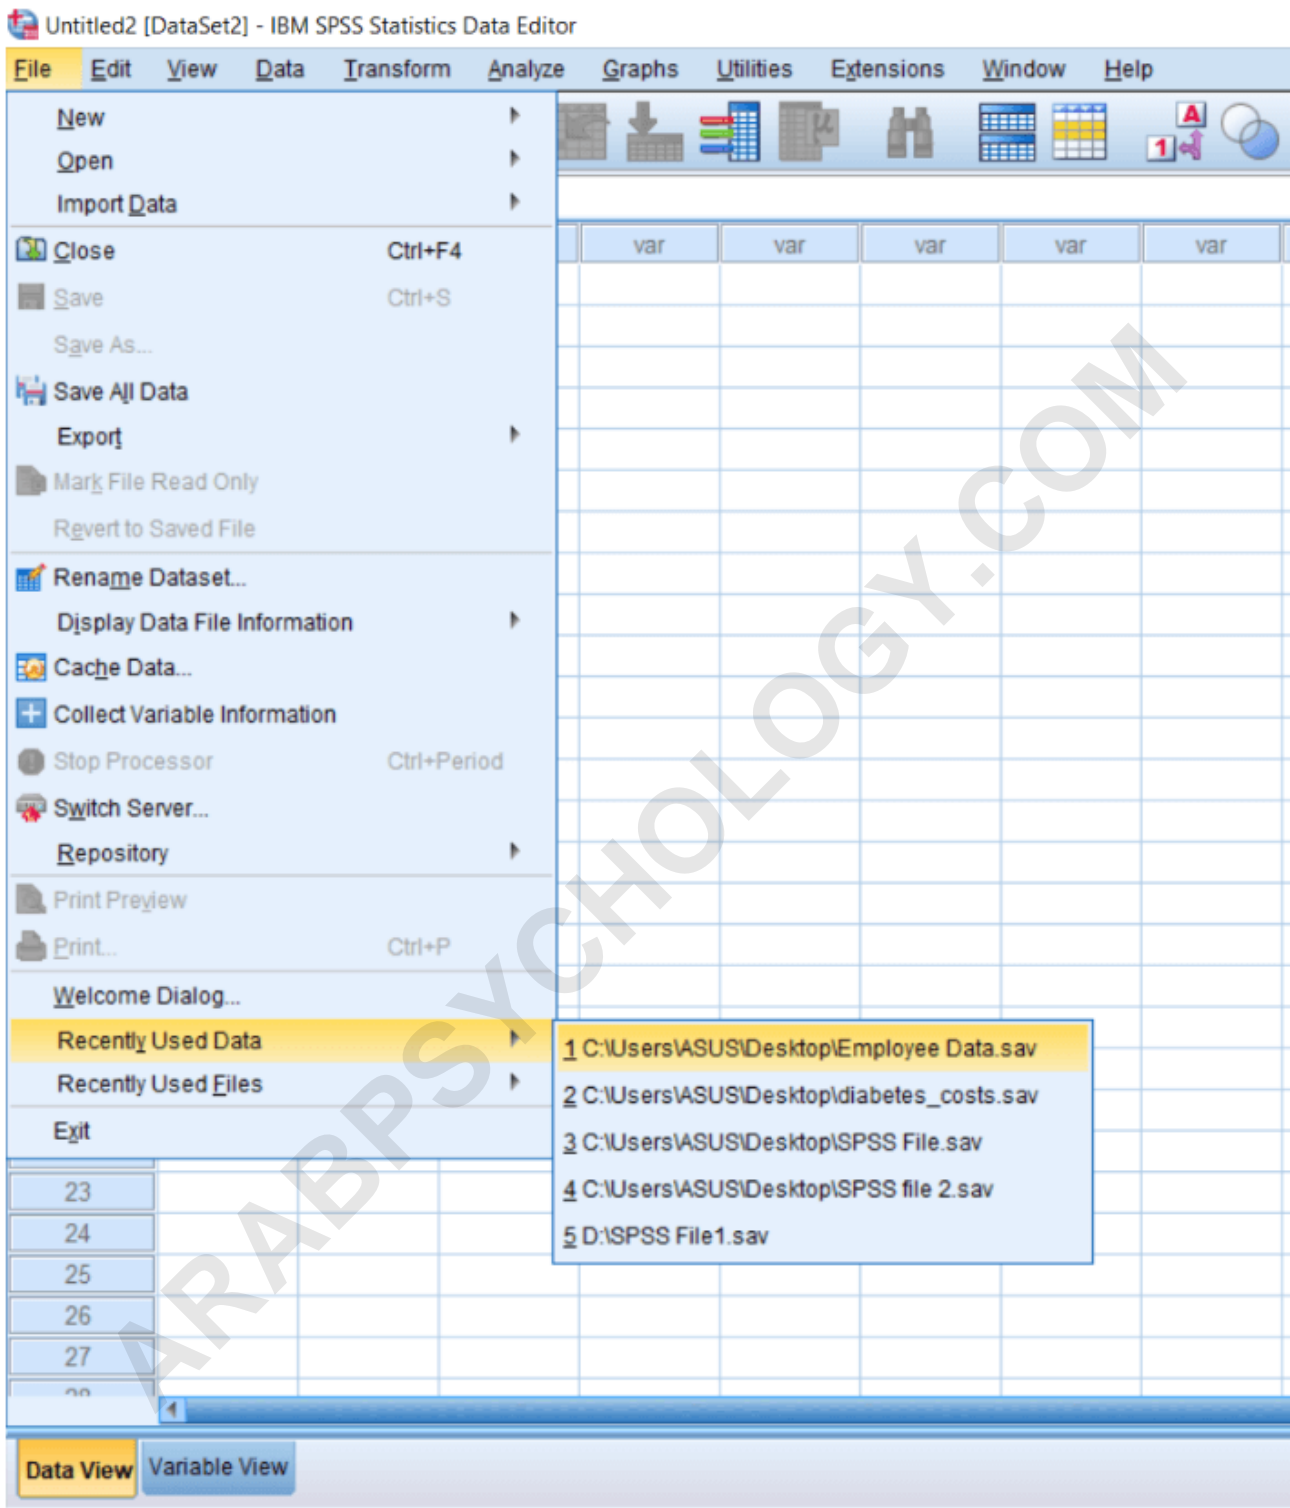 Untitled2 [DataSet2] - IBM SPSS Statistics Data Editor
File Edit View Data Transform Analyze Graphs Utilities Extensions Window Help
New
Open
Import Data
Close Ctrl+F4
Save Ctrl+S
Save As...
Save All Data
Export
Mark File Read Only
Revert to Saved File
Rename Dataset...
Display Data File Information
Cache Data...
Collect Variable Information
Stop Processor Ctrl+Period
Switch Server...
Repository
Print Preview
Print... Ctrl+P
Welcome Dialog...
Recently Used Data
Recently Used Files
Exit
A
1
var var var var var
1 C:\Users\ASUS\Desktop\Employee Data.sav
2 C:\Users\ASUS\Desktop\diabetes_costs.sav
3 C:\Users\ASUS\Desktop\SPSS File.sav
4 C:\Users\ASUS\Desktop\SPSS file 2.sav
5 D:\SPSS File1.sav
23
24
25
26
27
28
Data View Variable View
ARABPSYCHOLOGY.COM